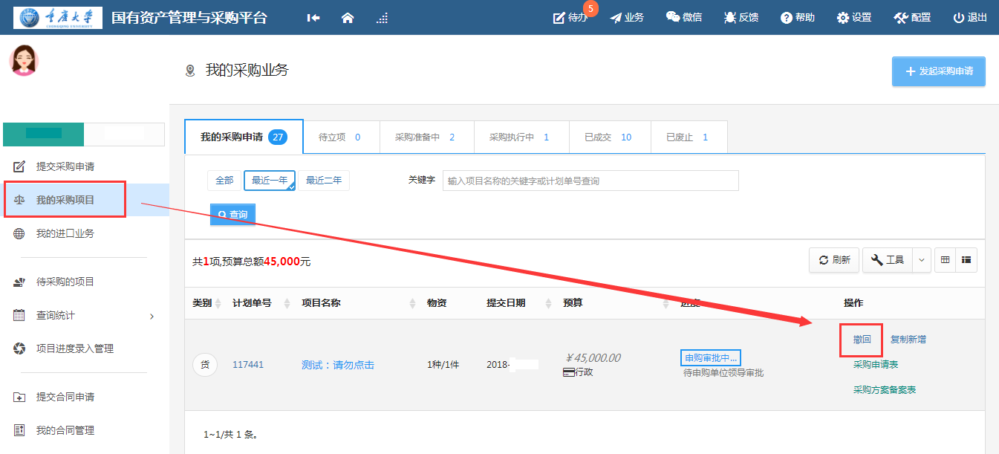 重庆大学 国有资产管理与采购平台 待办 5 业务 微信 反馈 帮助 设置 配置 退出
CHONGQING UNIVERSITY
我的采购业务
发起采购申请
我的采购申请 27 待立项 0 采购准备中 2 采购执行中 1 已成交 10 已废止 1
提交采购申请
我的采购项目
我的进口业务
待采购的项目
查询统计
项目进度录入管理
提交合同申请
我的合同管理
全部 最近一年 最近二年 关键字 输入项目名称的关键字或计划单号查询
查询
共1项,预算总额45,000元 刷新 工具
类别 计划单号 项目名称 物资 提交日期 预算 进度 操作
撤回 复制新增
货 117441 测试：请勿点击 1种/1件 2018- ￥45,000.00 申购审批中... 采购申请表
行政 待申购单位领导审批
采购方案备案表
1~1/共 1 条。